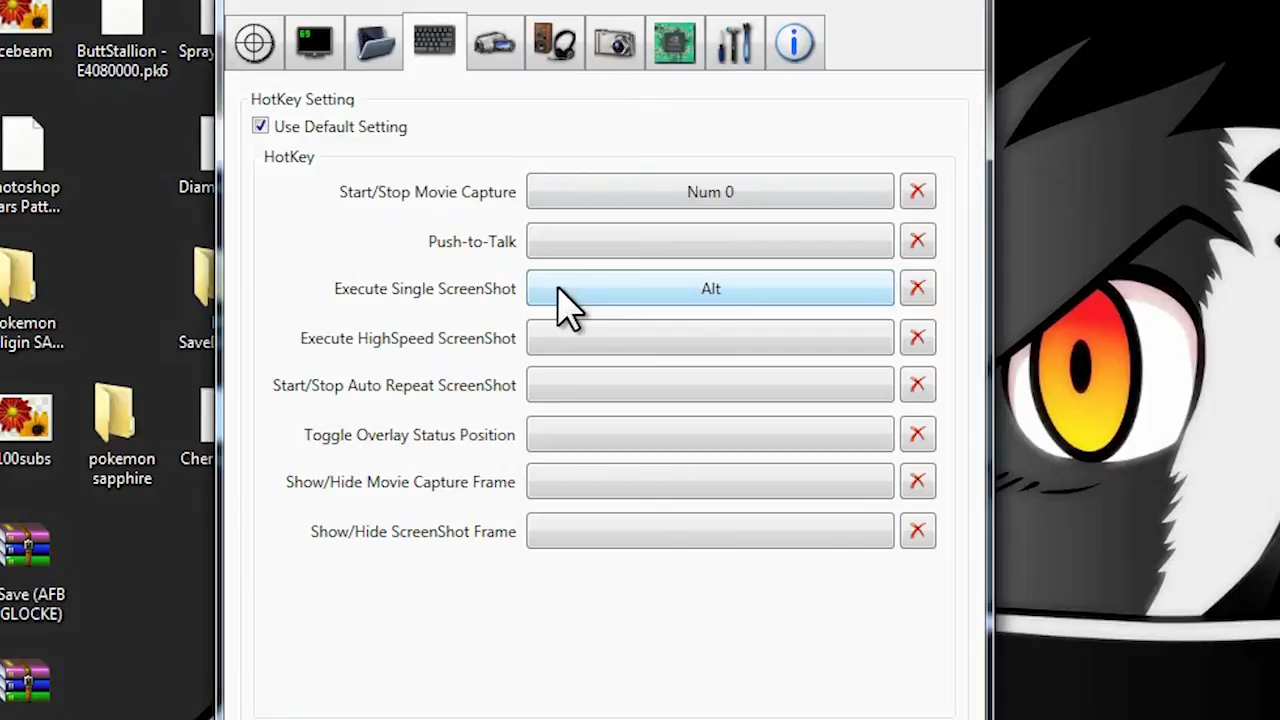 69
cebeam
ButtStallion -
E4080000.pk6
Spray
hotoshop
ars Patt...
Diam
okemon
ligin SA...
Savel
100subs
pokemon
sapphire
Cher
Save (AFB
GLOCKE)
HotKey Setting
Use Default Setting
HotKey
Start/Stop Movie Capture
Num 0
Push-to-Talk
Execute Single ScreenShot
Alt
Execute HighSpeed ScreenShot
Start/Stop Auto Repeat ScreenShot
Toggle Overlay Status Position
Show/Hide Movie Capture Frame
Show/Hide ScreenShot Frame